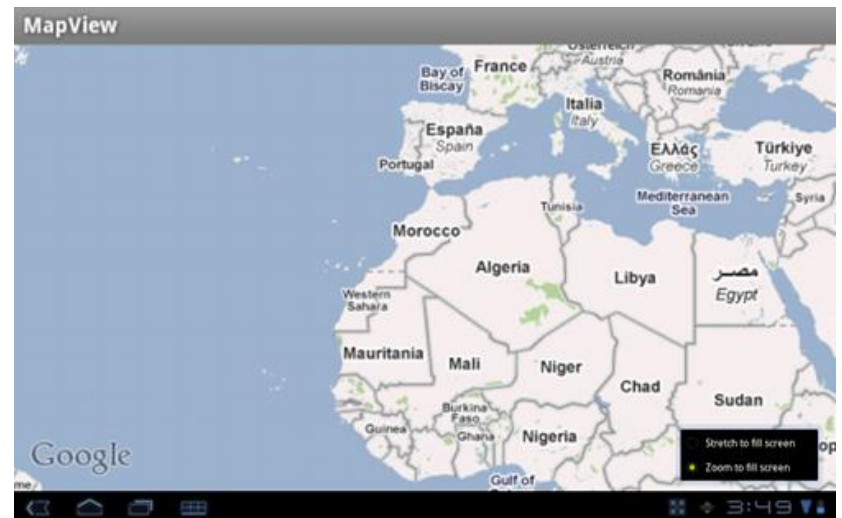 MapView
Österreich
Austria
France
Bay of
Biscay
România
Romania
Italia
Italy
España
Spain
Portugal
Ελλάς
Greece
Türkiye
Turkey
Mediterranean
Sea
Syria
Tunisia
Morocco
Algeria
Libya
مصر
Egypt
Western
Sahara
Mauritania
Mali
Niger
Chad
Sudan
Burkina
Faso
Guinea
Ghana
Nigeria
Stretch to fill screen
Zoom to fill screen
op
Google
Gulf of
me
3:49